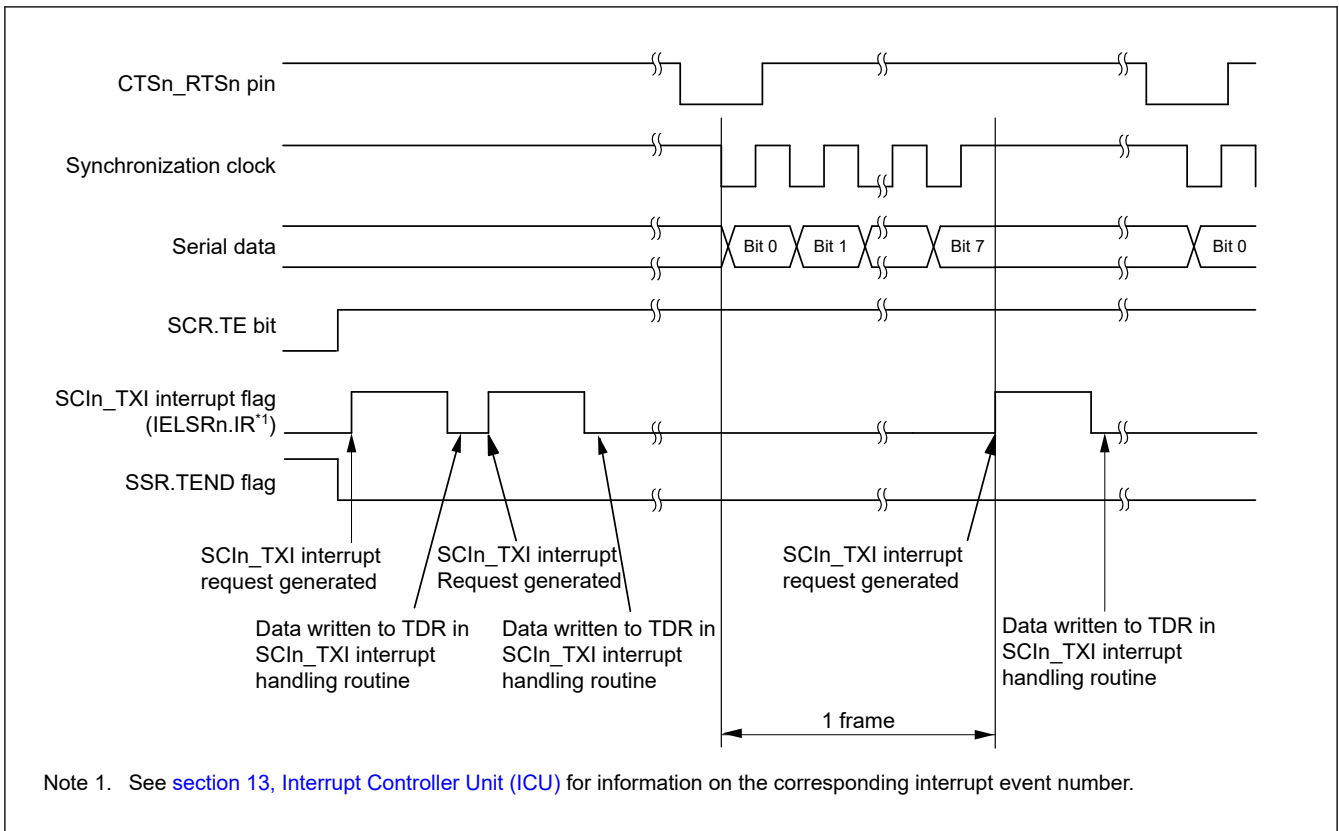 CTSn_RTSn pin
Synchronization clock
Serial data
Bit 0
Bit 1
Bit 7
Bit 0
SCR.TE bit
SCIn_TXI interrupt flag
(IELSRn.IR*1)
SSR.TEND flag
SCIn_TXI interrupt
request generated
SCIn_TXI interrupt
Request generated
SCIn_TXI interrupt
request generated
Data written to TDR in
SCIn_TXI interrupt
handling routine
Data written to TDR in
SCIn_TXI interrupt
handling routine
Data written to TDR in
SCIn_TXI interrupt
handling routine
1 frame
Note 1. See section 13, Interrupt Controller Unit (ICU) for information on the corresponding interrupt event number.